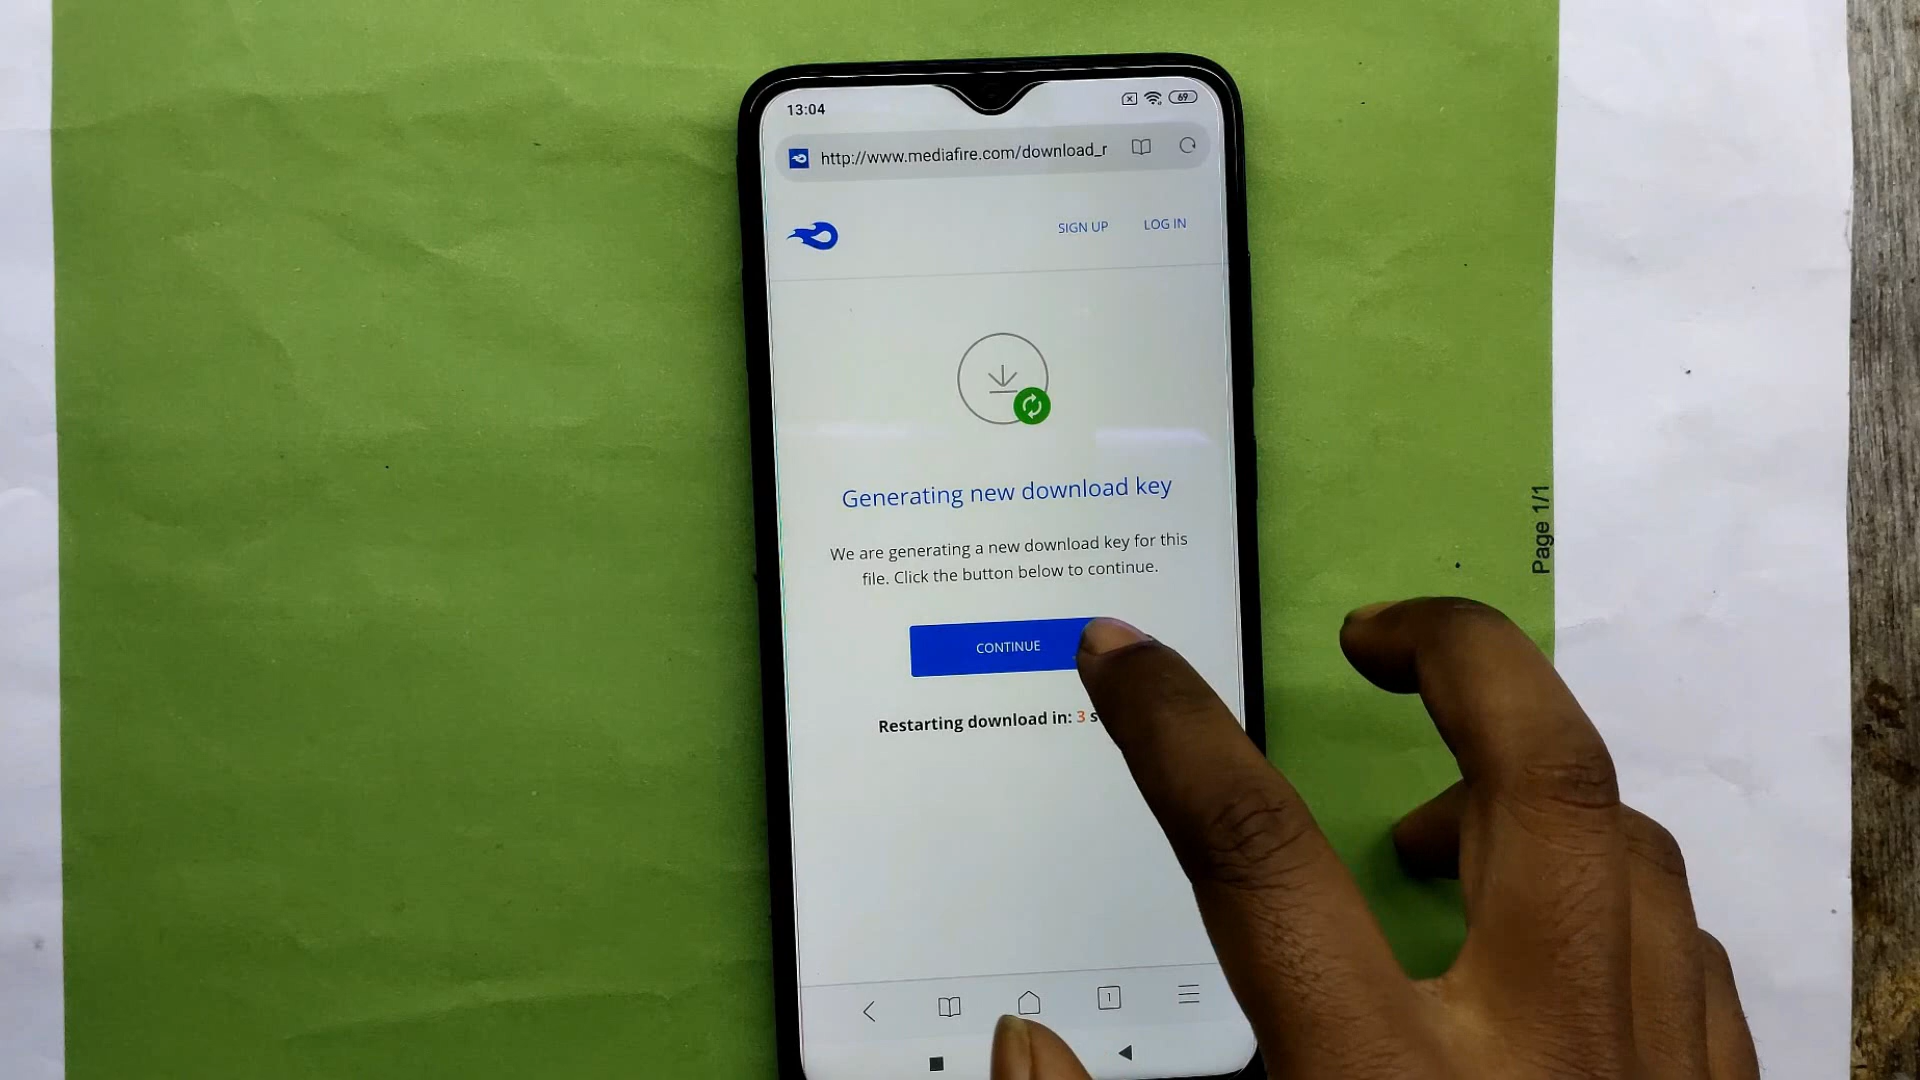 13:04
69
http://www.mediafire.com/download_r
SIGN UP
LOG IN
Generating new download key
We are generating a new download key for this
file. Click the button below to continue.
CONTINUE
Restarting download in: 3 s
1
Page 1/1